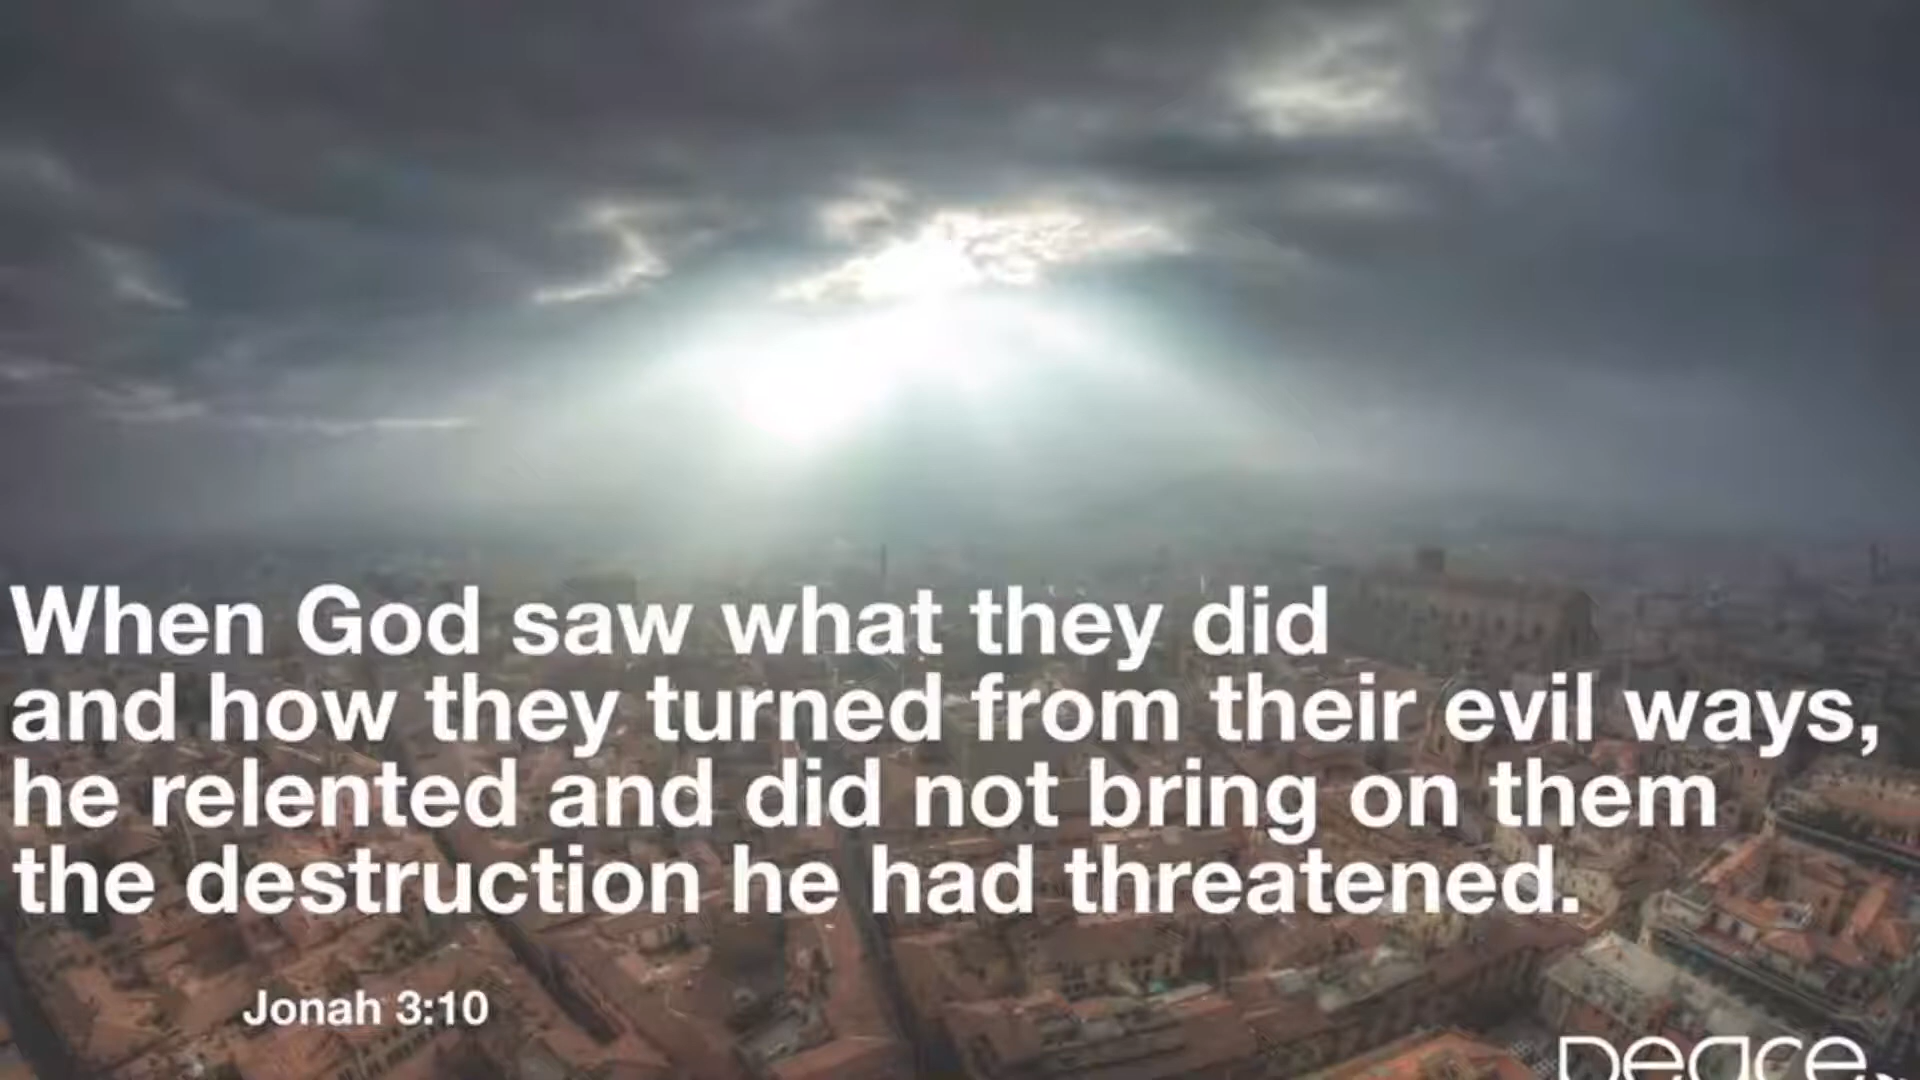 When God saw what they did
and how they turned from their evil ways,
he relented and did not bring on them
the destruction he had threatened.
Jonah 3:10
peace